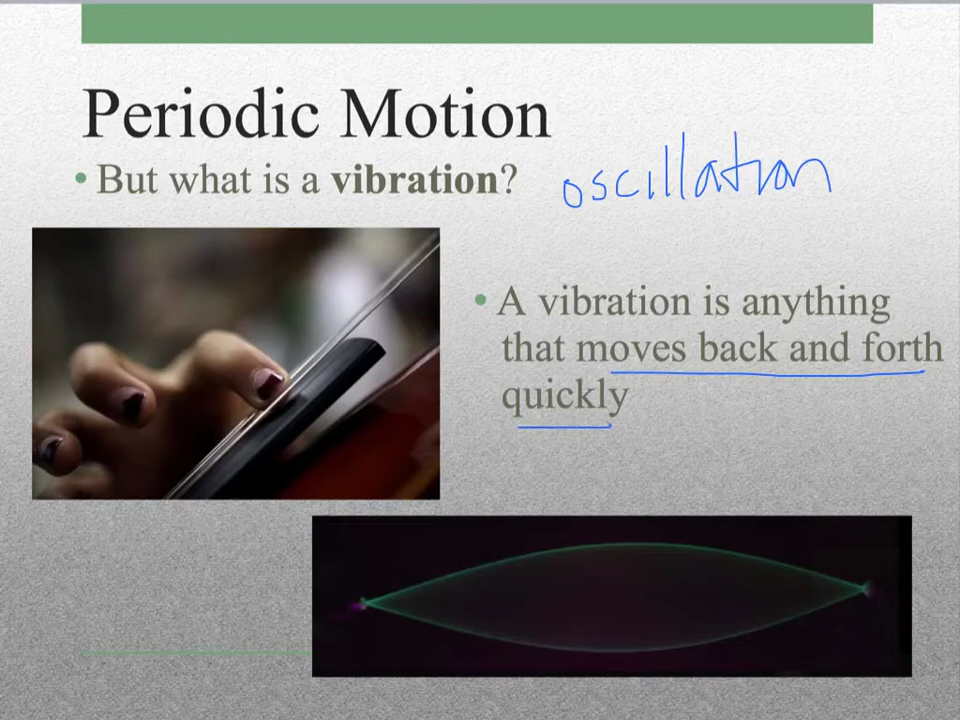 Periodic Motion
• But what is a vibration?
oscillation
• A vibration is anything
that moves back and forth
quickly